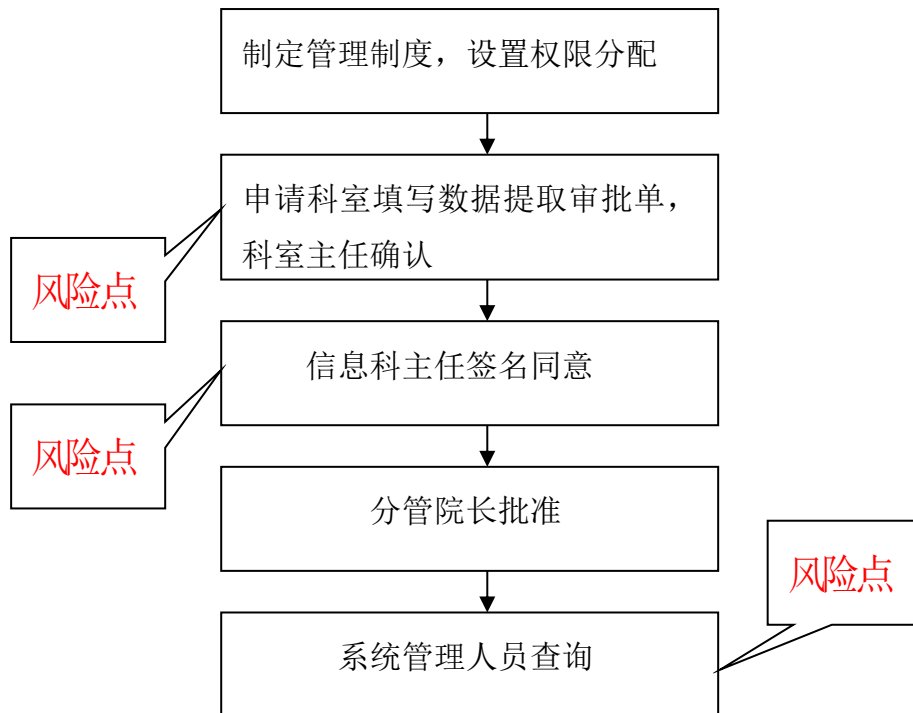 制定管理制度，设置权限分配
申请科室填写数据提取审批单，
科室主任确认
风险点
信息科主任签名同意
风险点
分管院长批准
风险点
系统管理人员查询